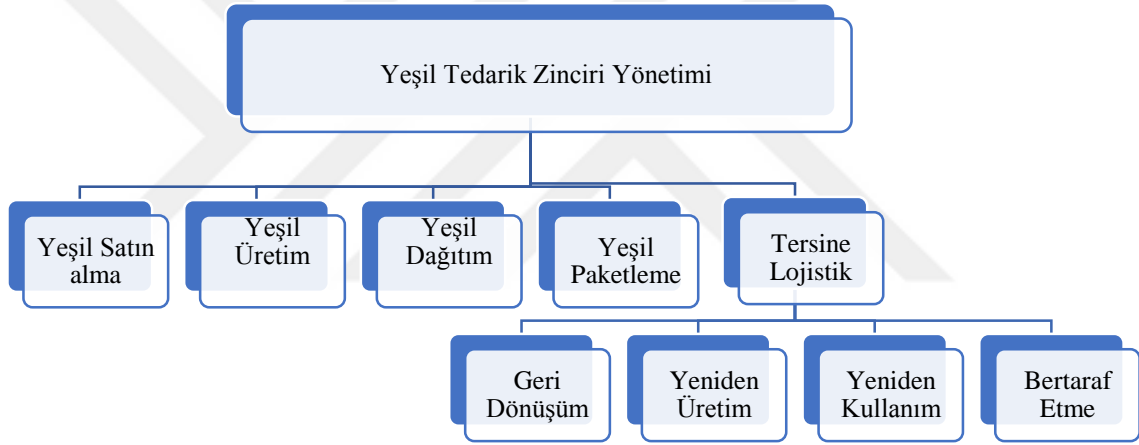 Yeşil Tedarik Zinciri Yönetimi
Yeşil Satın
alma
Yeşil
Üretim
Yeşil
Dağıtım
Yeşil
Paketleme
Tersine
Lojistik
Geri
Dönüşüm
Yeniden
Üretim
Yeniden
Kullanım
Bertaraf
Etme